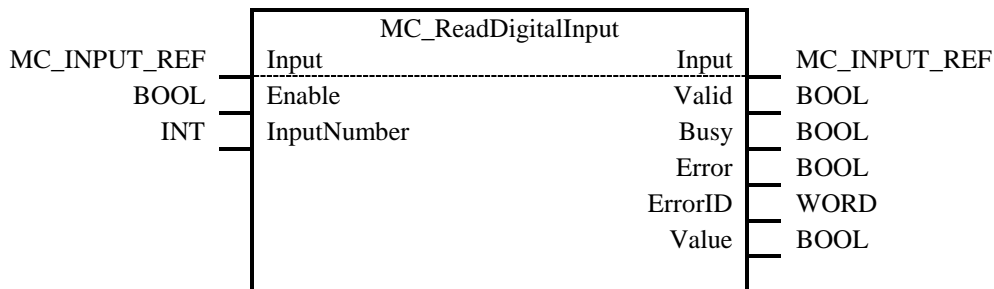 MC_ReadDigitalInput
MC_INPUT_REF Input Input MC_INPUT_REF
BOOL Enable Valid BOOL
INT InputNumber Busy BOOL
Error BOOL
ErrorID WORD
Value BOOL